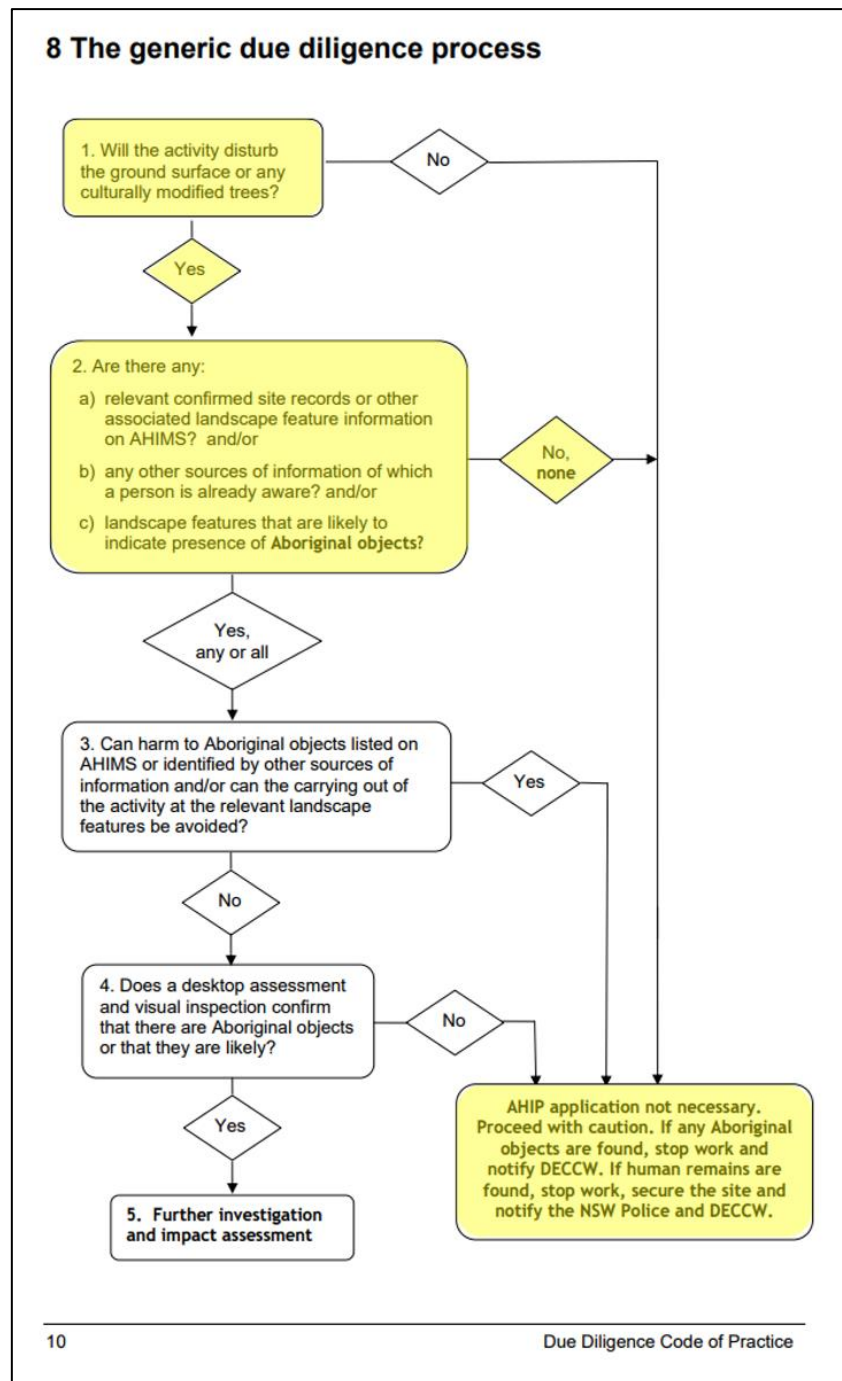 8 The generic due diligence process
1. Will the activity disturb
the ground surface or any
culturally modified trees?
No
Yes
2. Are there any:
a) relevant confirmed site records or other
associated landscape feature information
on AHIMS? and/or
b) any other sources of information of which
a person is already aware? and/or
c) landscape features that are likely to
indicate presence of Aboriginal objects?
No,
none
Yes,
any or all
3. Can harm to Aboriginal objects listed on
AHIMS or identified by other sources of
information and/or can the carrying out of
the activity at the relevant landscape
features be avoided?
Yes
No
4. Does a desktop assessment
and visual inspection confirm
that there are Aboriginal objects
or that they are likely?
No
Yes
AHIP application not necessary.
Proceed with caution. If any Aboriginal
objects are found, stop work and
notify DECCW. If human remains are
found, stop work, secure the site and
notify the NSW Police and DECCW.
5. Further investigation
and impact assessment
10
Due Diligence Code of Practice